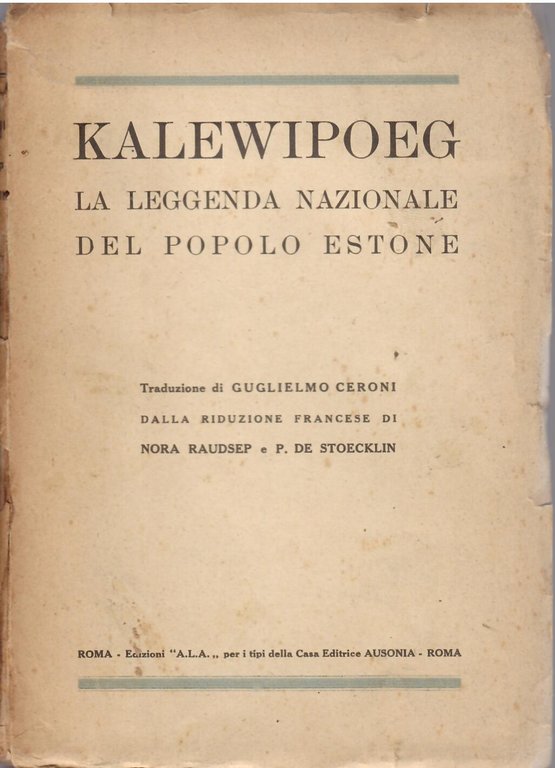 KALEWIPOEG
LA LEGGENDA NAZIONALE
DEL POPOLO ESTONE
Traduzione di GUGLIELMO CERONI
DALLA RIDUZIONE FRANCESE DI
NORA RAUDSEP e P. DE STOECKLIN
ROMA - Edizioni "A.L.A. „ per i tipi della Casa Editrice AUSONIA - ROMA